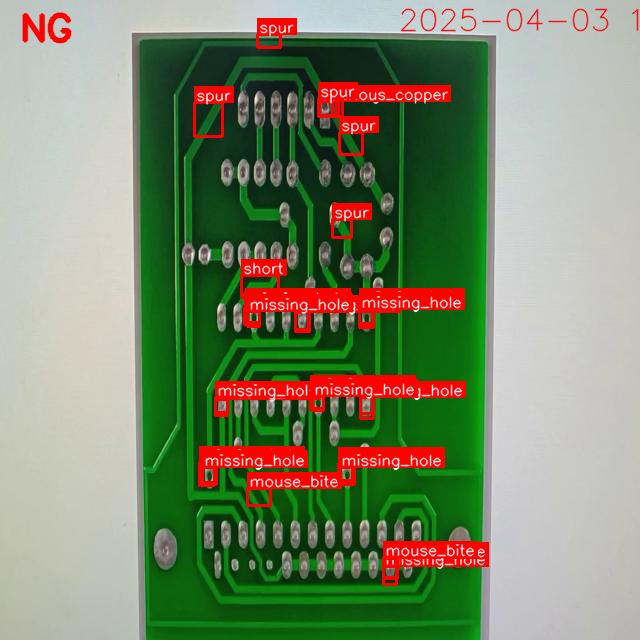 NG
2025-04-03 1
spur
spur
spur
ous_copper
spur
spur
short
missing_hole
missing_hole
missing_hol
missing_hole
g_hole
missing_hole
missing_hole
mouse_bite
mouse_bite
e
missing_hole